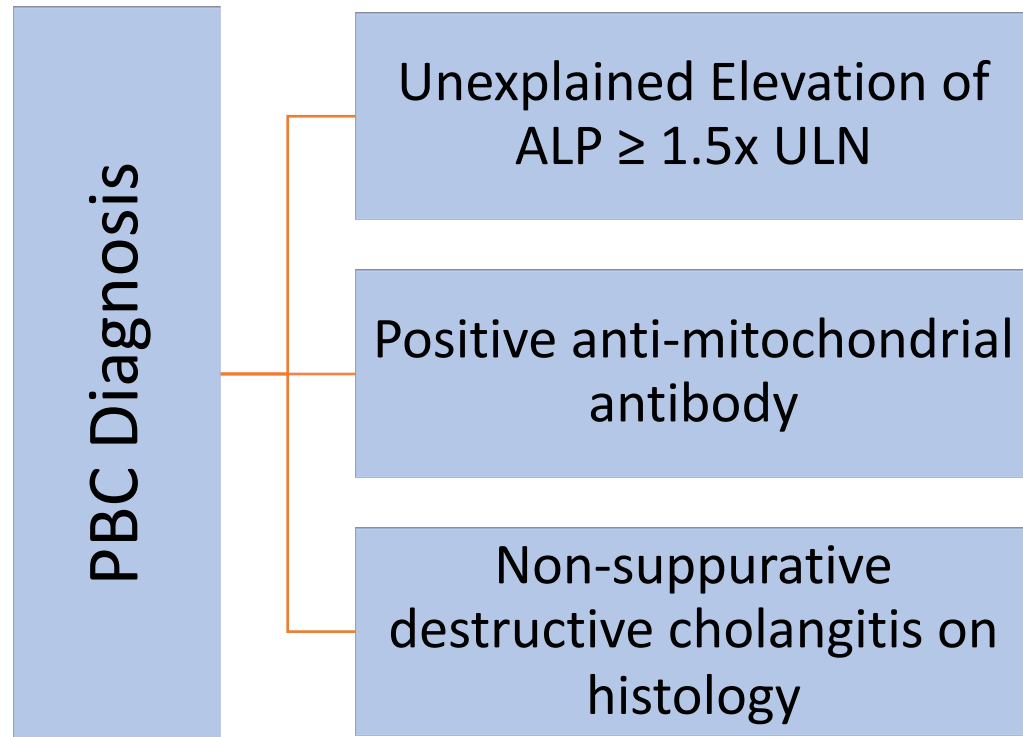 PBC Diagnosis
Unexplained Elevation of
ALP ≥ 1.5x ULN
Positive anti-mitochondrial
antibody
Non-suppurative
destructive cholangitis on
histology